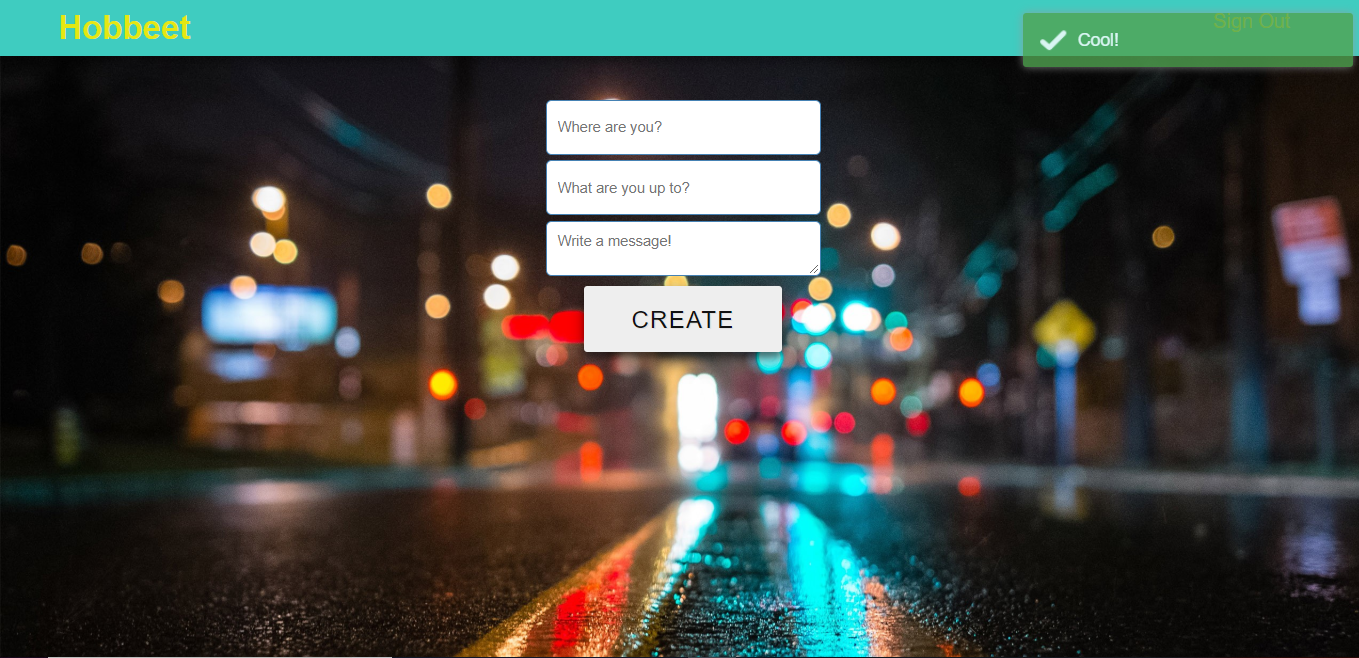 Hobbeet
Sign Out
Cool!
Where are you?
What are you up to?
Write a message!
CREATE